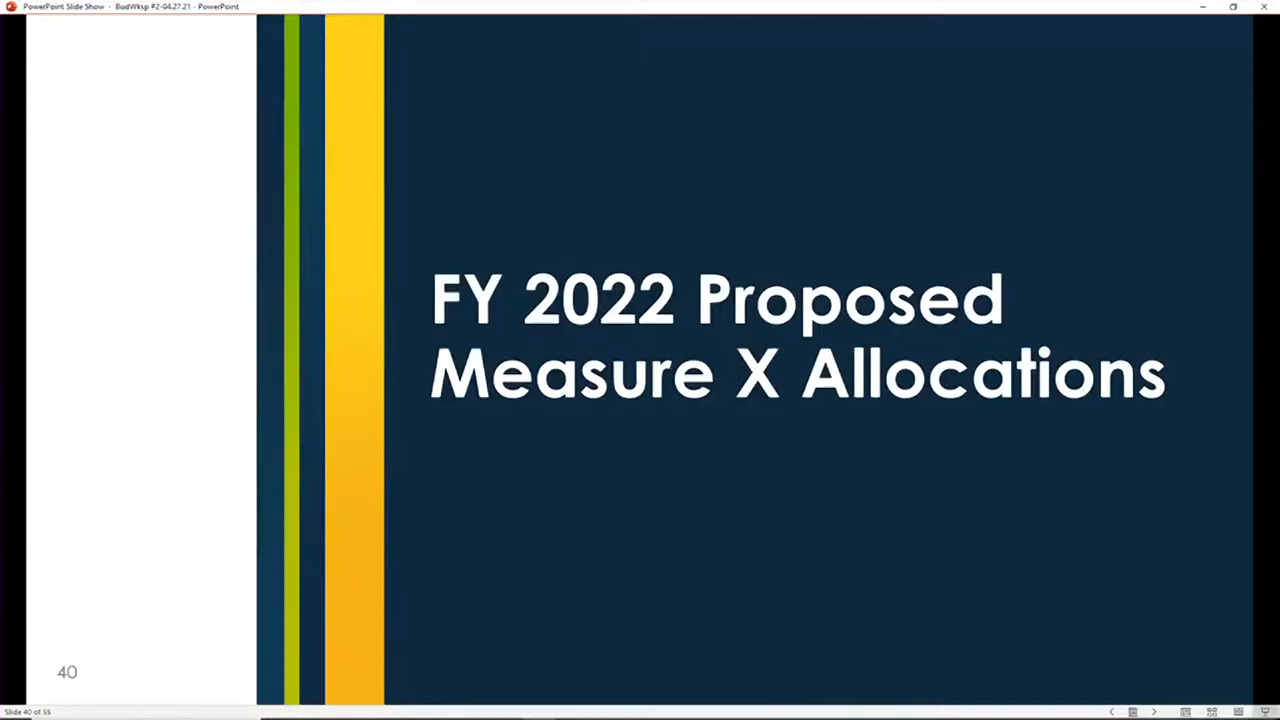 PowerPoint Slide Show - BudWksp #2-04.27.21 - PowerPoint
FY 2022 Proposed
Measure X Allocations
40
Slide 40 of 55